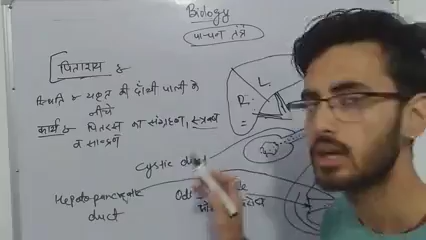 Biology
पाचन तंत्र
पिताशय :-
स्थिति :- यकृत की दोनों पाली के
नीचे
कार्य :- पितरस का संग्रहण, स्त्रवण
व सान्द्रण
L.
R.
Cystic duct
Hepato-pancreatic
duct